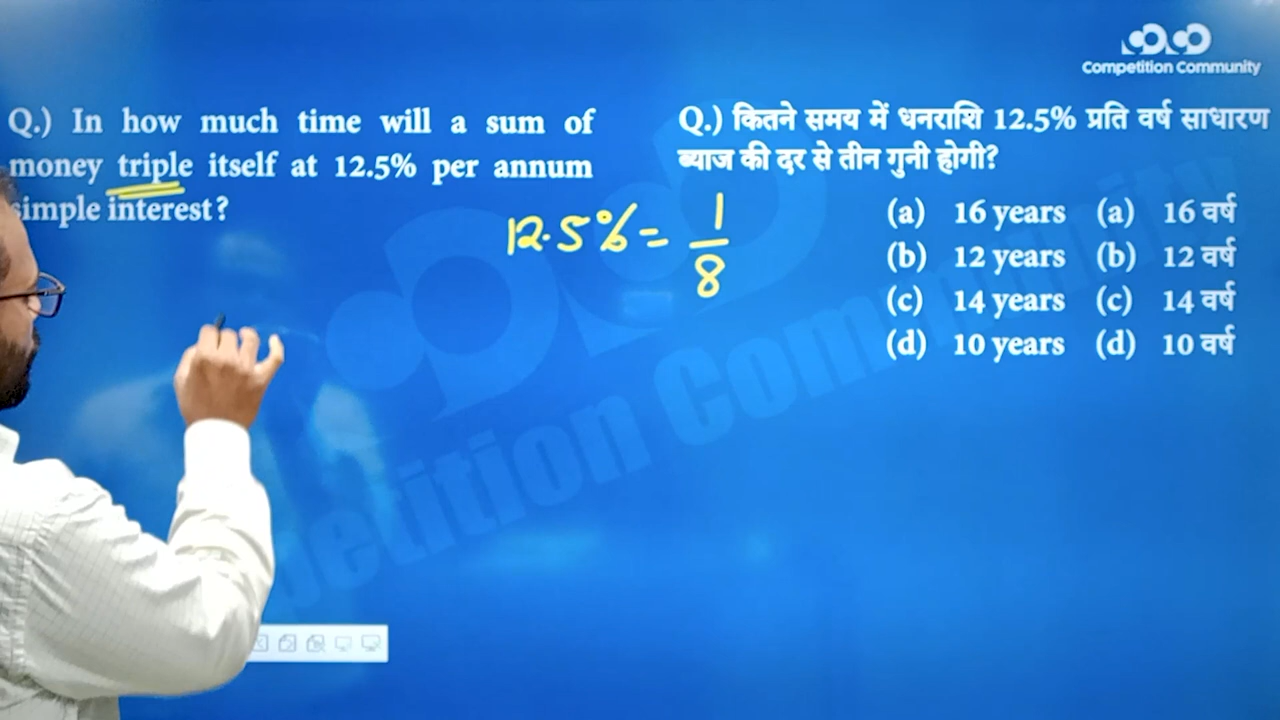 Competition Community
Q.) In how much time will a sum of
money triple itself at 12.5% per annum
simple interest?
Q.) कितने समय में धनराशि 12.5% प्रति वर्ष साधारण
ब्याज की दर से तीन गुनी होगी?
12.5% = 1/8
(a) 16 years (a) 16 वर्ष
(b) 12 years (b) 12 वर्ष
(c) 14 years (c) 14 वर्ष
(d) 10 years (d) 10 वर्ष
petition Community